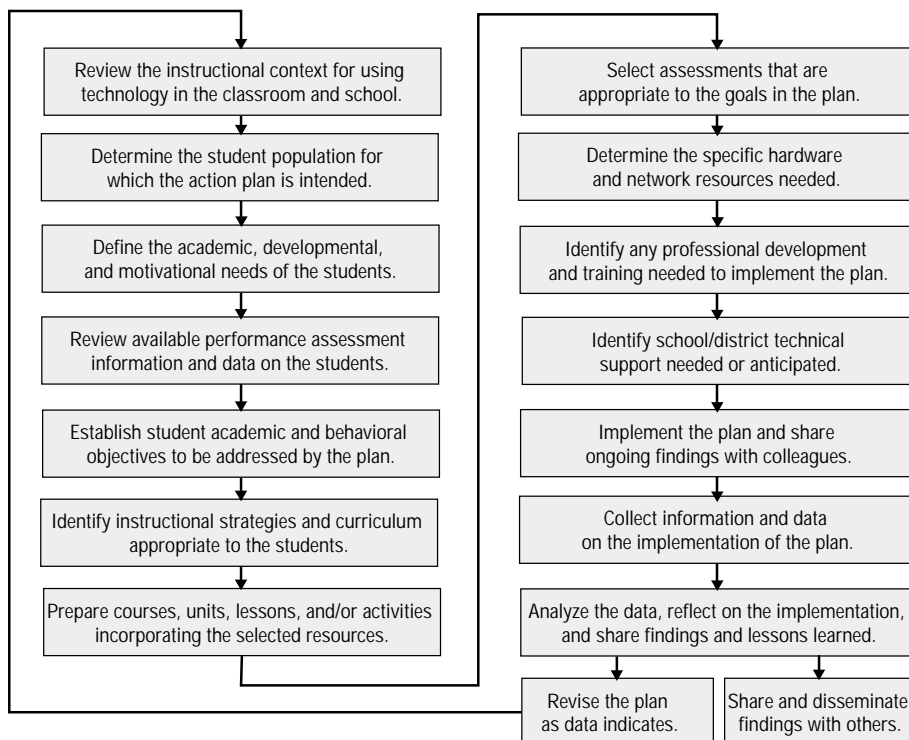 Review the instructional context for using
technology in the classroom and school.
Determine the student population for
which the action plan is intended.
Define the academic, developmental,
and motivational needs of the students.
Review available performance assessment
information and data on the students.
Establish student academic and behavioral
objectives to be addressed by the plan.
Identify instructional strategies and curriculum
appropriate to the students.
Prepare courses, units, lessons, and/or activities
incorporating the selected resources.
Select assessments that are
appropriate to the goals in the plan.
Determine the specific hardware
and network resources needed.
Identify any professional development
and training needed to implement the plan.
Identify school/district technical
support needed or anticipated.
Implement the plan and share
ongoing findings with colleagues.
Collect information and data
on the implementation of the plan.
Analyze the data, reflect on the implementation,
and share findings and lessons learned.
Revise the plan
as data indicates.
Share and disseminate
findings with others.